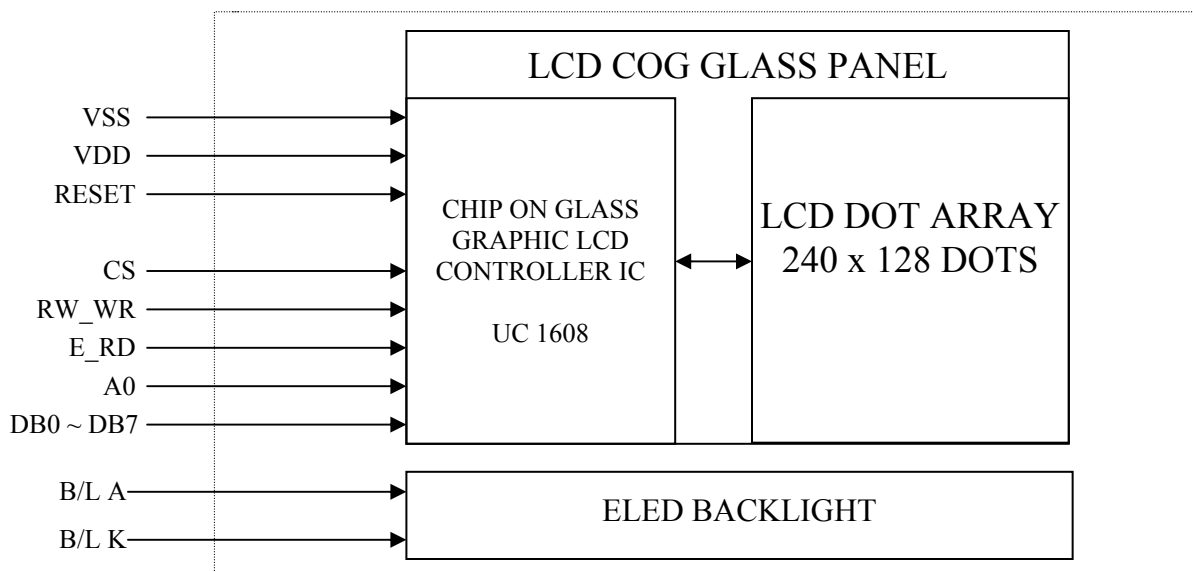 LCD COG GLASS PANEL
VSS
VDD
RESET
CS
RW_WR
E_RD
A0
DB0 ~ DB7
CHIP ON GLASS
GRAPHIC LCD
CONTROLLER IC
UC 1608
LCD DOT ARRAY
240 x 128 DOTS
B/L A
B/L K
ELED BACKLIGHT